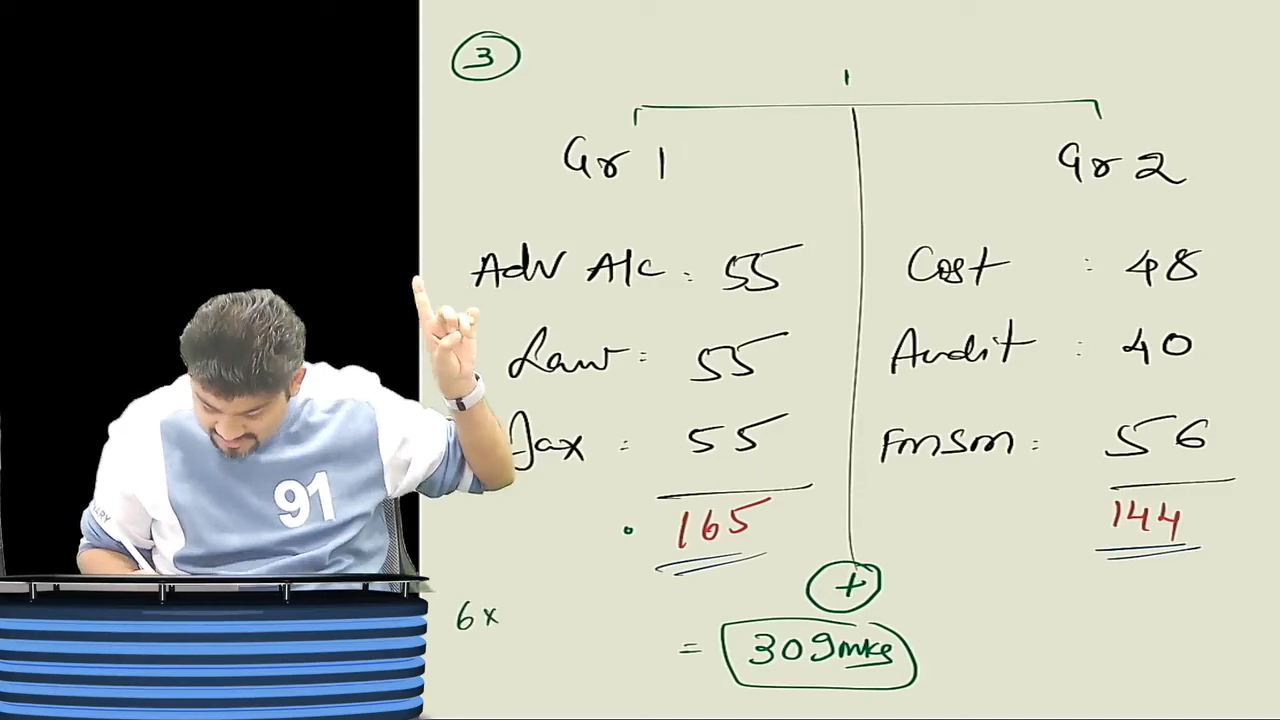 3
Gr 1
Gr 2
Adv A/c : 55
Cost : 48
Law : 55
Audit : 40
Tax = 55
FMSM : 56
165
144
+
6x
= 309mks
91